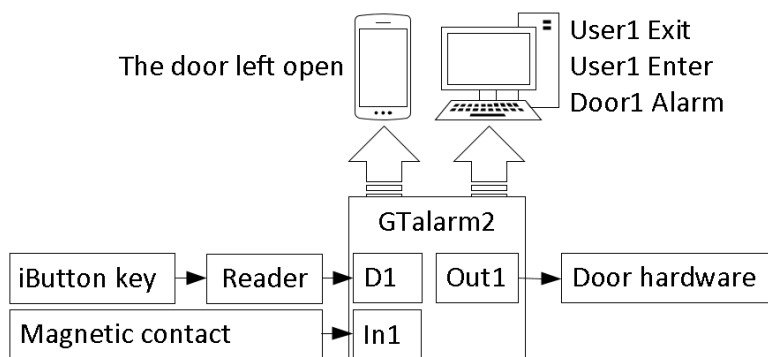 The door left open
User1 Exit
User1 Enter
Door1 Alarm
GTalarm2
iButton key
Reader
D1
Out1
Door hardware
Magnetic contact
In1